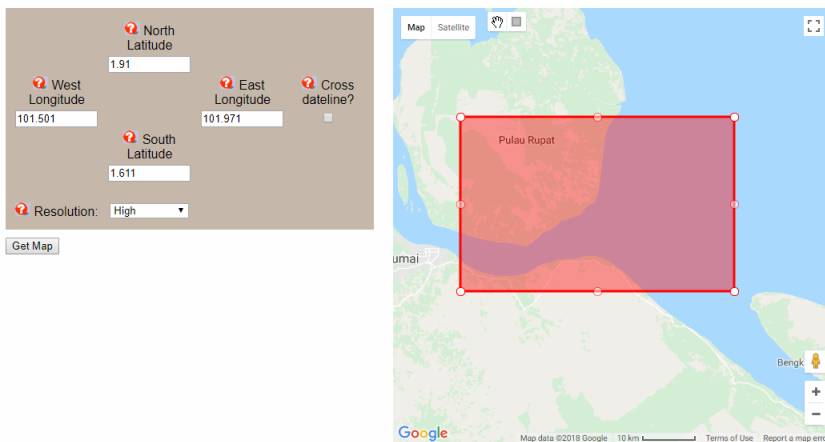 North
Latitude
1.91
West
Longitude
101.501
East
Longitude
101.971
Cross
dateline?
South
Latitude
1.611
Resolution:
High
Get Map
Map
Satellite
Pulau Rupat
umai
Bengk
Google
Map data ©2018 Google
10 km
Terms of Use
Report a map err